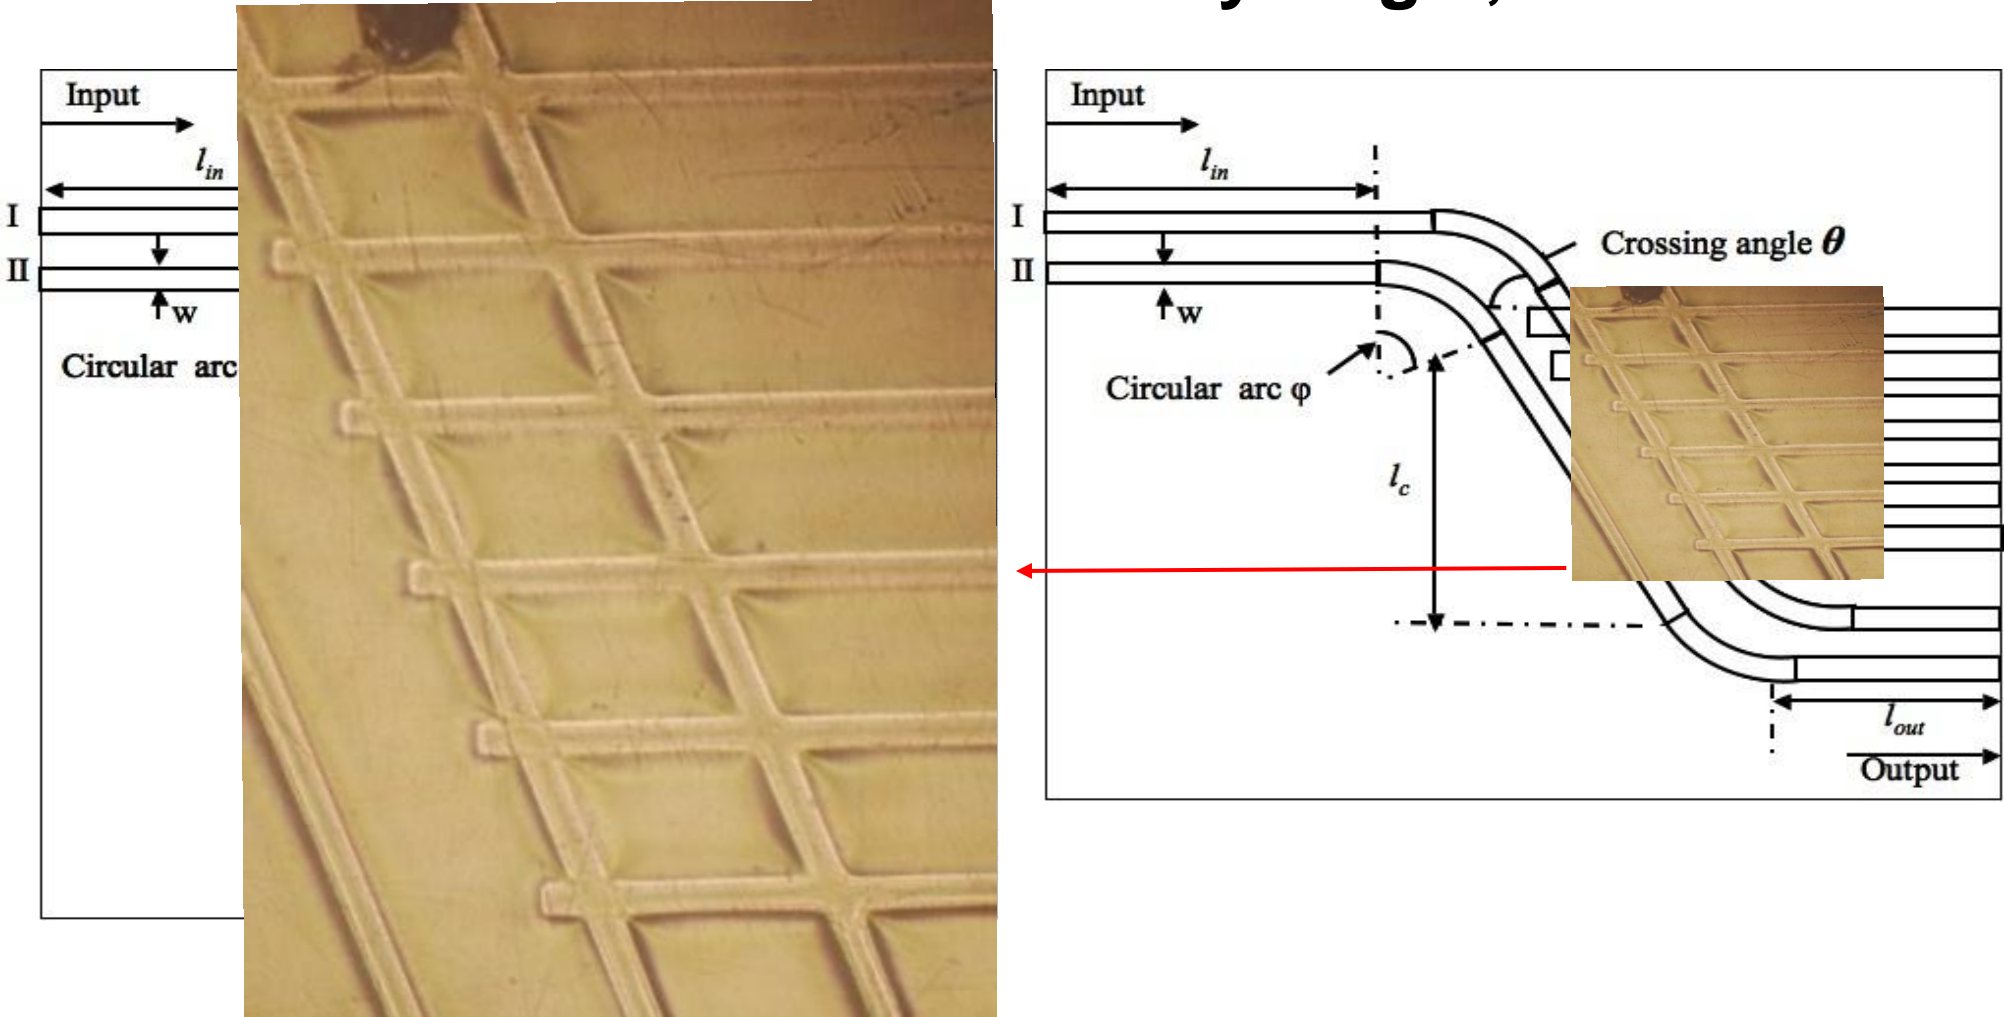 Input
l_in
I
II
w
Circular arc
Input
l_in
I
II
w
Crossing angle θ
Circular arc φ
l_c
l_out
Output